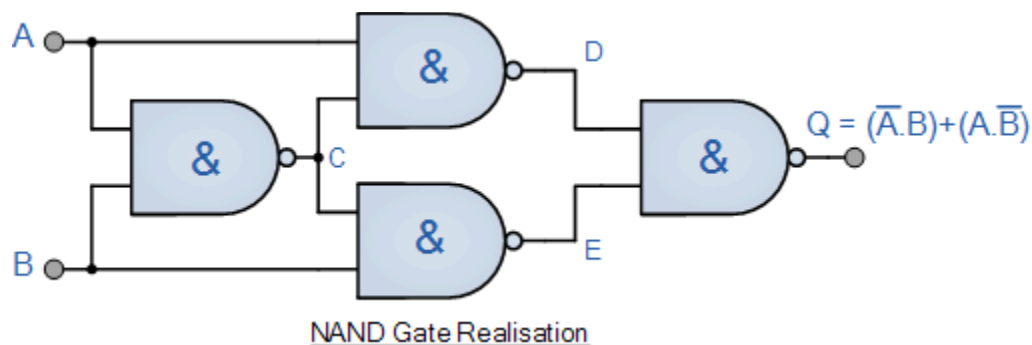 A
&
D
&
C
&
Q = (A̅.B)+(A.B̅)
&
E
B
NAND Gate Realisation